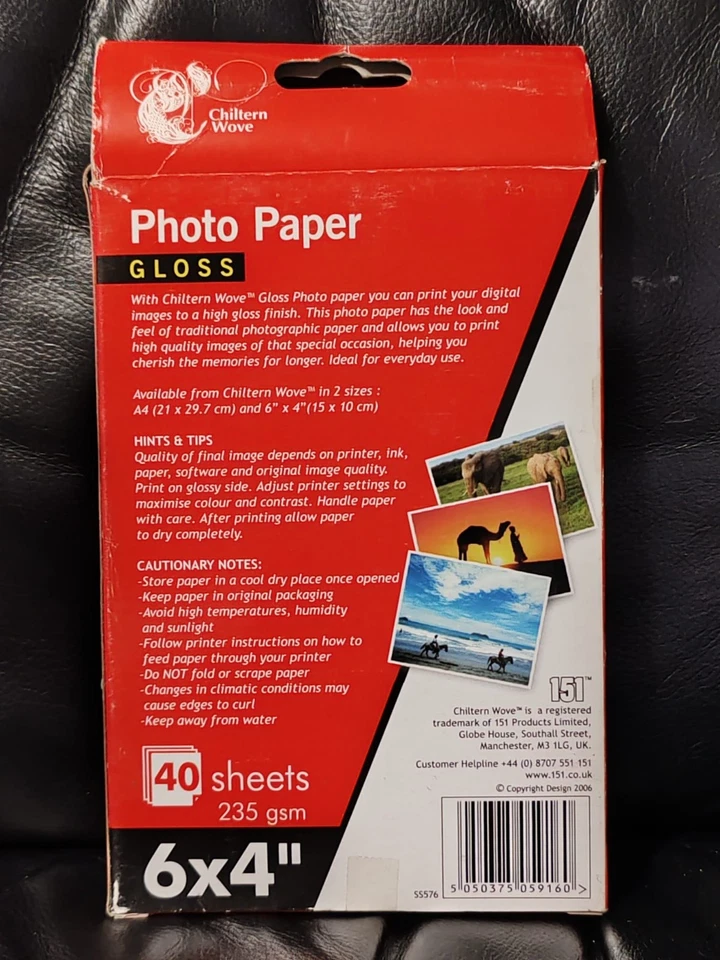 Chiltern
Wove
Photo Paper
GLOSS
With Chiltern Wove™ Gloss Photo paper you can print your digital
images to a high gloss finish. This photo paper has the look and
feel of traditional photographic paper and allows you to print
high quality images of that special occasion, helping you
cherish the memories for longer. Ideal for everyday use.
Available from Chiltern Wove™ in 2 sizes :
A4 (21 x 29.7 cm) and 6" x 4"(15 x 10 cm)
HINTS & TIPS
Quality of final image depends on printer, ink,
paper, software and original image quality.
Print on glossy side. Adjust printer settings to
maximise colour and contrast. Handle paper
with care. After printing allow paper
to dry completely.
CAUTIONARY NOTES:
-Store paper in a cool dry place once opened
-Keep paper in original packaging
-Avoid high temperatures, humidity
and sunlight
-Follow printer instructions on how to
feed paper through your printer
-Do NOT fold or scrape paper
-Changes in climatic conditions may
cause edges to curl
-Keep away from water
40 sheets
235 gsm
6x4"
151™
Chiltern Wove™ is a registered
trademark of 151 Products Limited,
Globe House, Southall Street,
Manchester, M3 1LG, UK.
Customer Helpline +44 (0) 8707 551 151
www.151.co.uk
© Copyright Design 2006
SS576
5 050375 059160 >